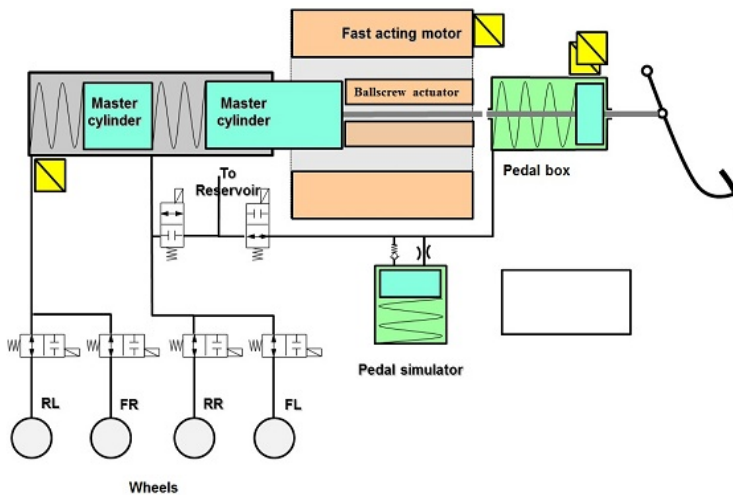 Fast acting motor
Master
cylinder
Master
cylinder
Ballscrew actuator
To
Reservoir
Pedal box
Pedal simulator
RL
FR
RR
FL
Wheels